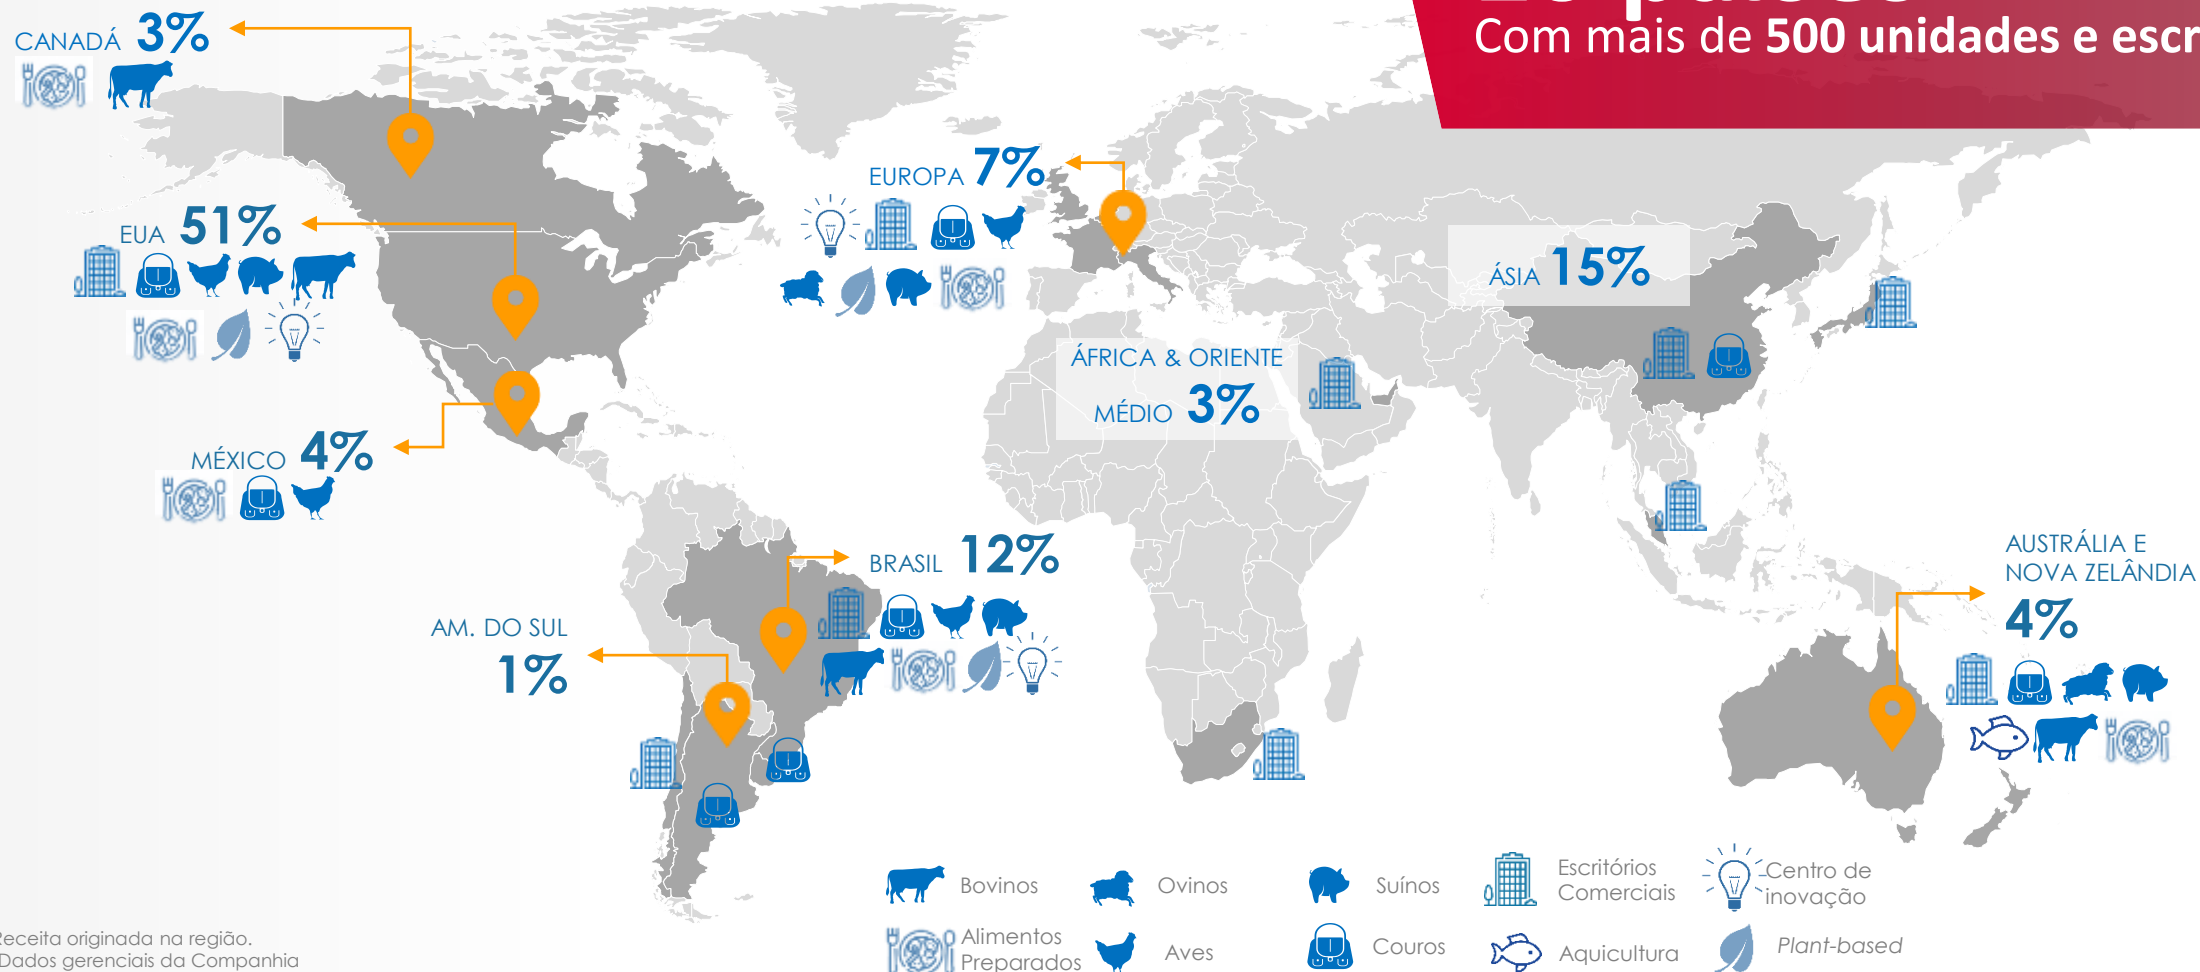 Com mais de 500 unidades e
CANADÁ 3%
EUROPA 7%
EUA 51%
ÁSIA 15%
ÁFRICA & ORIENTE
MÉDIO 3%
MÉXICO 4%
BRASIL 12%
AM. DO SUL
1%
AUSTRÁLIA E
NOVA ZELÂNDIA
4%
Bovinos
Ovinos
Suínos
Escritórios
Comerciais
Centro de
inovação
Alimentos
Preparados
Aves
Couros
Aquicultura
Plant-based
Receita originada na região.
Dados gerenciais da Companhia